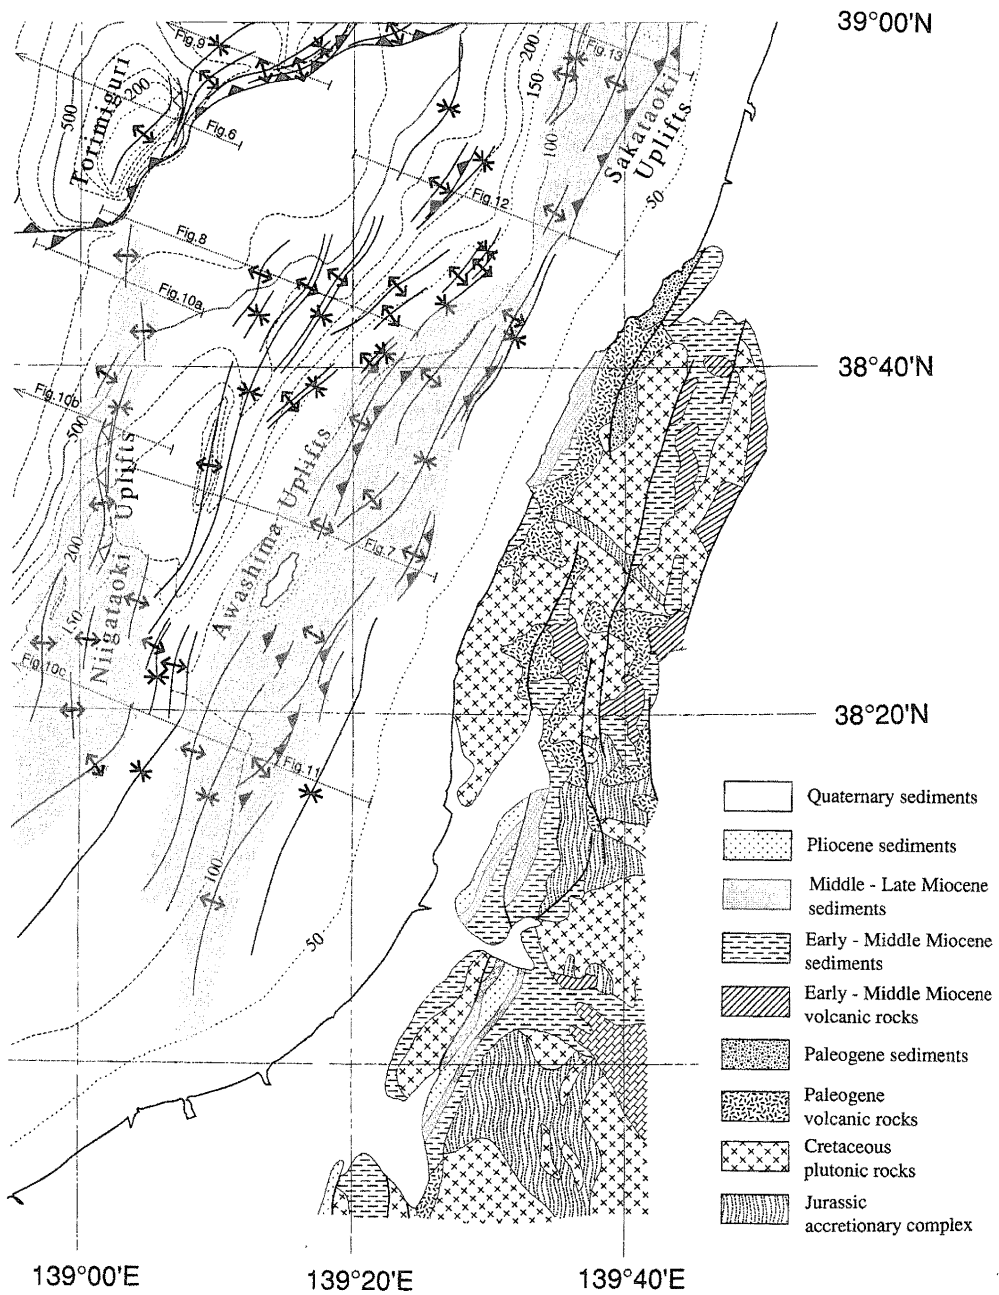 39°00'N
Fig.9
200
Fig.13
500
200
Torimiguri
150
Fig.6
100
Sakataoki
Uplifts
Fig.12
50
Fig.8
Fig.10a
38°40'N
Fig.10b
500
Niigataoki Uplifts
Awashima Uplifts
200
Fig.7
150
Fig.10c
38°20'N
Fig.11
100
50
Quaternary sediments
Pliocene sediments
Middle - Late Miocene
sediments
Early - Middle Miocene
sediments
Early - Middle Miocene
volcanic rocks
Paleogene sediments
Paleogene
volcanic rocks
Cretaceous
plutonic rocks
Jurassic
accretionary complex
139°00'E
139°20'E
139°40'E